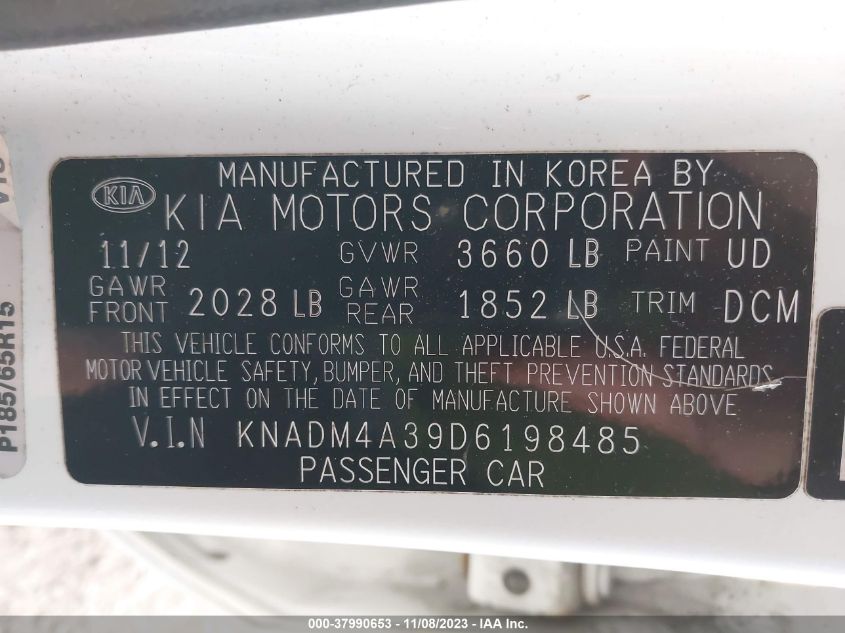 MANUFACTURED IN KOREA BY
KIA
KIA MOTORS CORPORATION
11/12 GVWR 3660 LB PAINT UD
GAWR FRONT 2028 LB GAWR REAR 1852 LB TRIM DCM
THIS VEHICLE CONFORMS TO ALL APPLICABLE U.S.A. FEDERAL
MOTOR VEHICLE SAFETY, BUMPER, AND THEFT PREVENTION STANDARDS
IN EFFECT ON THE DATE OF MANUFACTURE SHOWN ABOVE
V.I.N KNADM4A39D6198485
PASSENGER CAR
P185/65R15
000-37990653 - 11/08/2023 - IAA Inc.